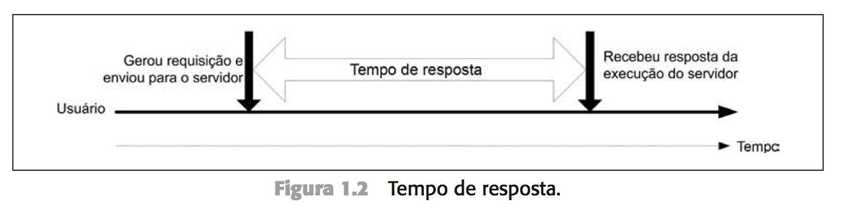 Gerou requisição e
enviou para o servidor
Tempo de resposta
Recebeu resposta da
execução do servidor
Usuário
Tempo
Figura 1.2 Tempo de resposta.